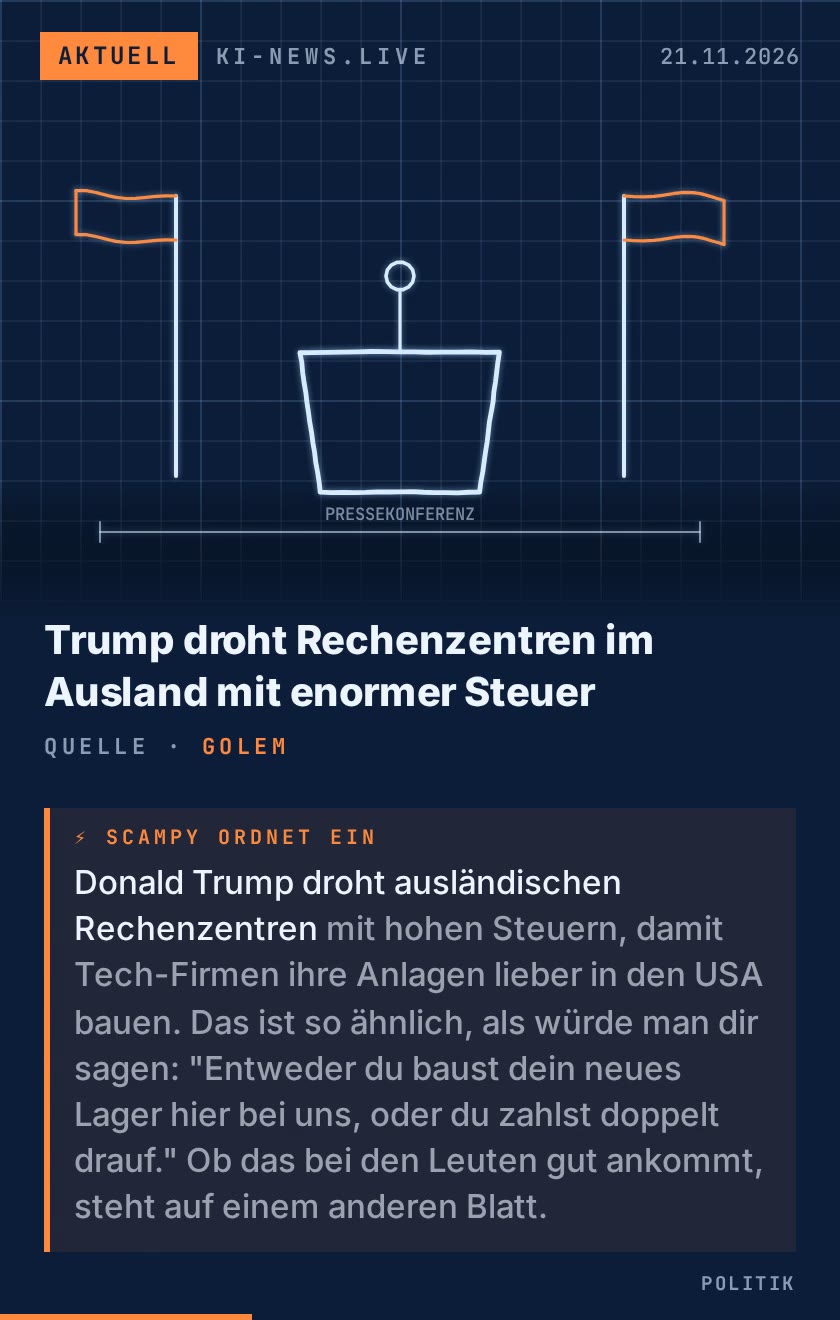 AKTUELL KI-NEWS.LIVE 21.11.2026
PRESSEKONFERENZ
Trump droht Rechenzentren im
Ausland mit enormer Steuer
QUELLE · GOLEM
⚡ SCAMPY ORDNET EIN
Donald Trump droht ausländischen
Rechenzentren mit hohen Steuern, damit
Tech-Firmen ihre Anlagen lieber in den USA
bauen. Das ist so ähnlich, als würde man dir
sagen: "Entweder du baust dein neues
Lager hier bei uns, oder du zahlst doppelt
drauf." Ob das bei den Leuten gut ankommt,
steht auf einem anderen Blatt.
POLITIK